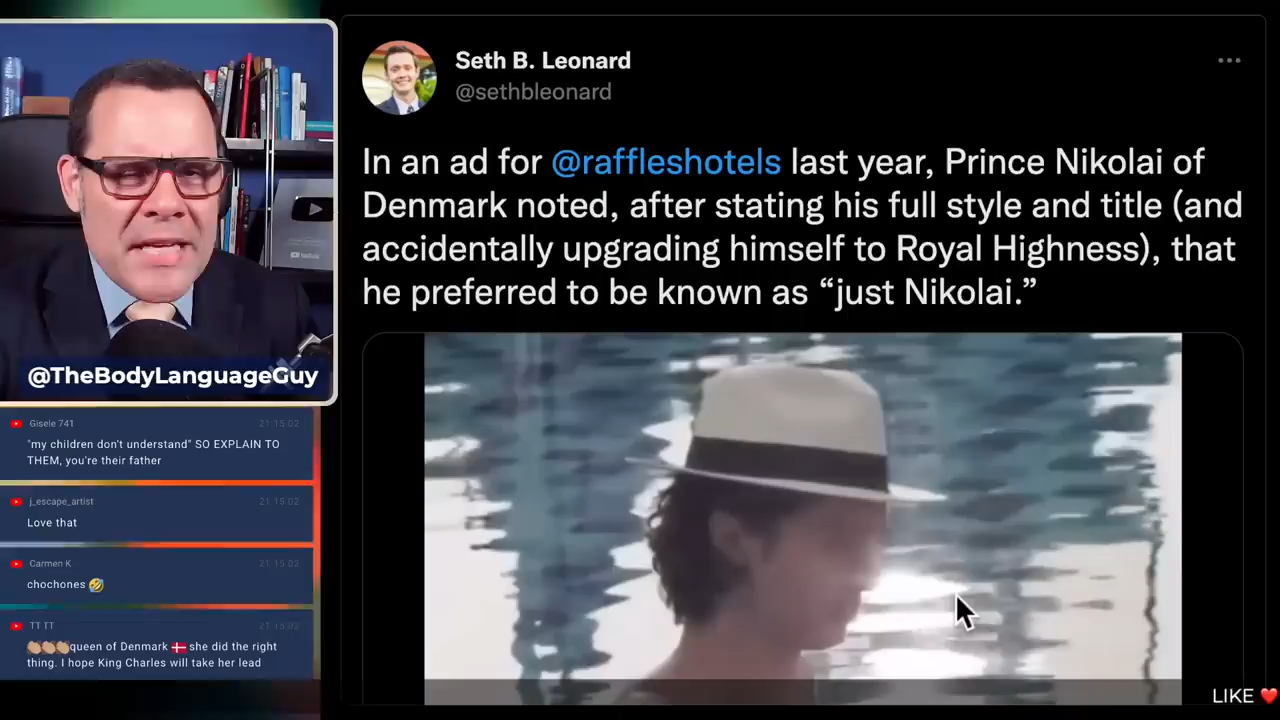 Seth B. Leonard
@sethbleonard
In an ad for @raffleshotels last year, Prince Nikolai of
Denmark noted, after stating his full style and title (and
accidentally upgrading himself to Royal Highness), that
he preferred to be known as “just Nikolai.”
@TheBodyLanguageGuy
Gisele 741 21:15:02
"my children don't understand" SO EXPLAIN TO
THEM, you're their father
j_escape_artist 21:15:02
Love that
Carmen K 21:15:02
chochones 🤣
TT TT 21:15:02
👏🏼👏🏼👏🏼queen of Denmark 🇩🇰 she did the right
thing. I hope King Charles will take her lead
LIKE ❤️